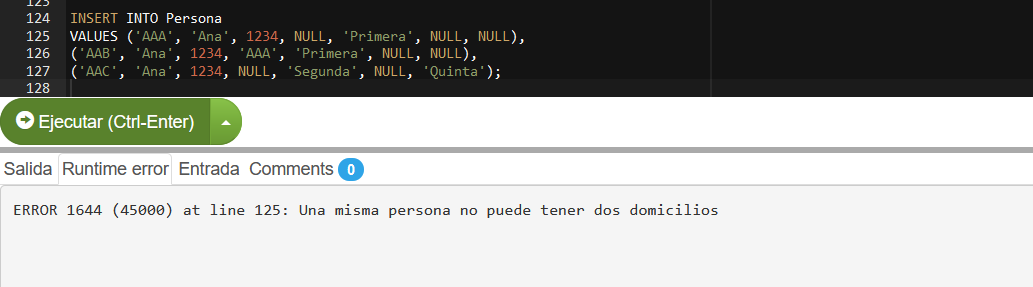 123
124 INSERT INTO Persona
125 VALUES ('AAA', 'Ana', 1234, NULL, 'Primera', NULL, NULL),
126 ('AAB', 'Ana', 1234, 'AAA', 'Primera', NULL, NULL),
127 ('AAC', 'Ana', 1234, NULL, 'Segunda', NULL, 'Quinta');
128
Ejecutar (Ctrl-Enter)
Salida Runtime error Entrada Comments 0
ERROR 1644 (45000) at line 125: Una misma persona no puede tener dos domicilios